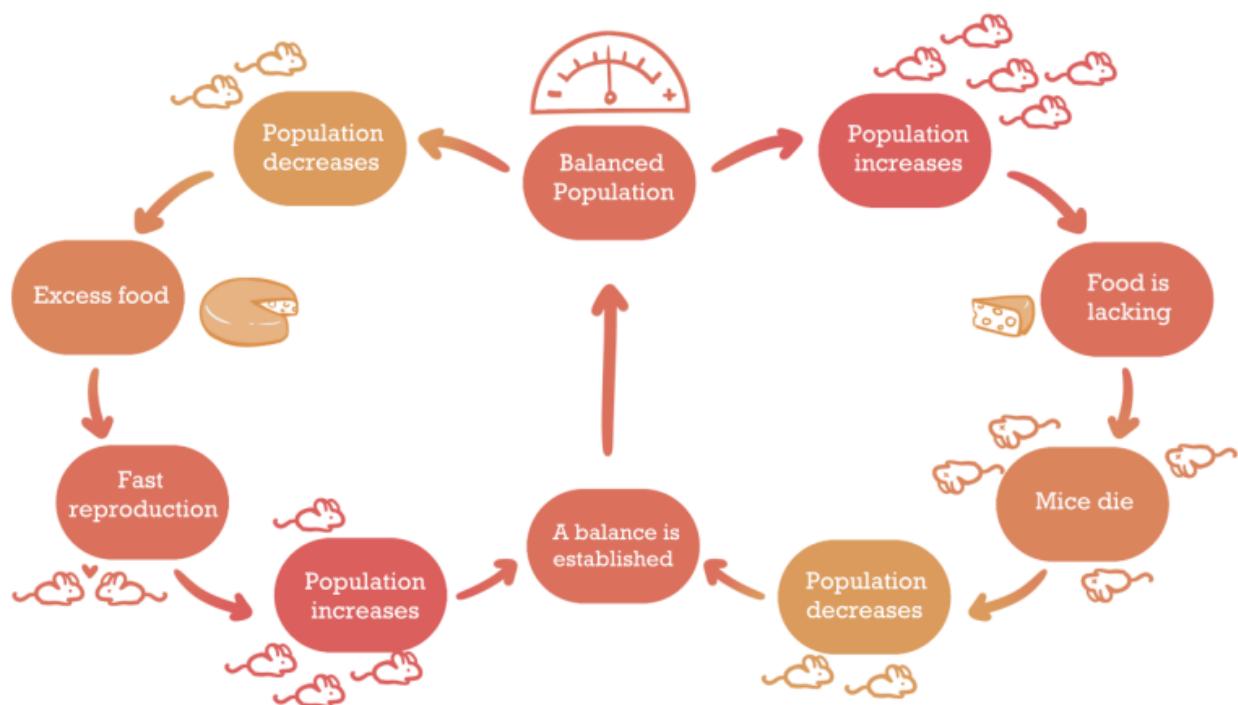 Population
decreases
Balanced
Population
Population
increases
Excess food
Food is
lacking
Fast
reproduction
Mice die
A balance is
established
Population
increases
Population
decreases
-
+